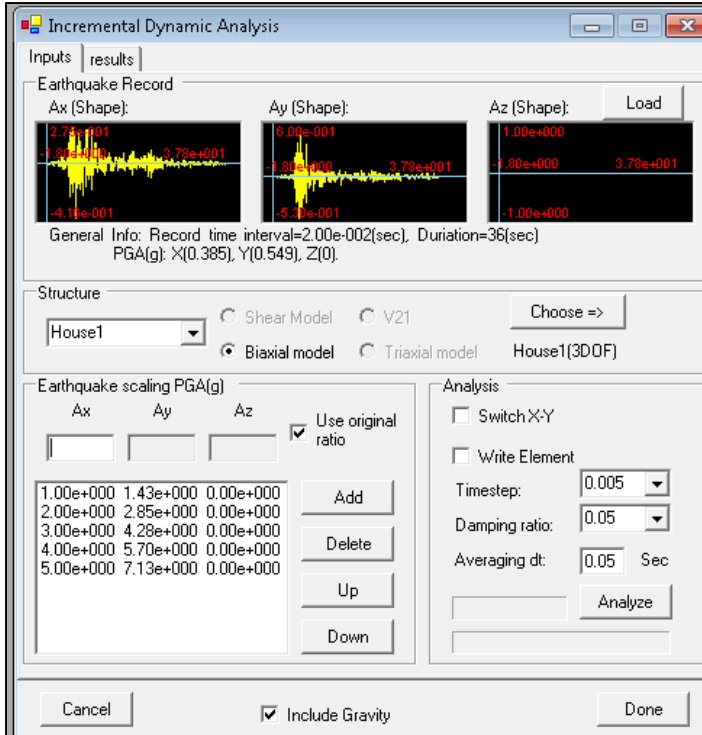 Incremental Dynamic Analysis
Inputs results
Earthquake Record
Ax (Shape): Ay (Shape): Az (Shape): Load
2.75e-001 6.00e-001 1.00e+000
-1.80e+000 3.78e+001 -1.80e+000 3.78e+001 -1.80e+000 3.78e+001
-4.10e-001 -5.30e-001 -1.00e+000
General Info: Record time interval=2.00e-002(sec), Duriation=36(sec)
PGA(g): X(0.385), Y(0.549), Z(0).
Structure
House1 Shear Model V21 Choose =>
Biaxial model Triaxial model House1(3DOF)
Earthquake scaling PGA(g) Analysis
Ax Ay Az Use original ratio Switch X-Y
Write Element
1.00e+000 1.43e+000 0.00e+000 Add Timestep: 0.005
2.00e+000 2.85e+000 0.00e+000
3.00e+000 4.28e+000 0.00e+000 Damping ratio: 0.05
4.00e+000 5.70e+000 0.00e+000 Delete
5.00e+000 7.13e+000 0.00e+000 Averaging dt: 0.05 Sec
Up Analyze
Down
Cancel Include Gravity Done